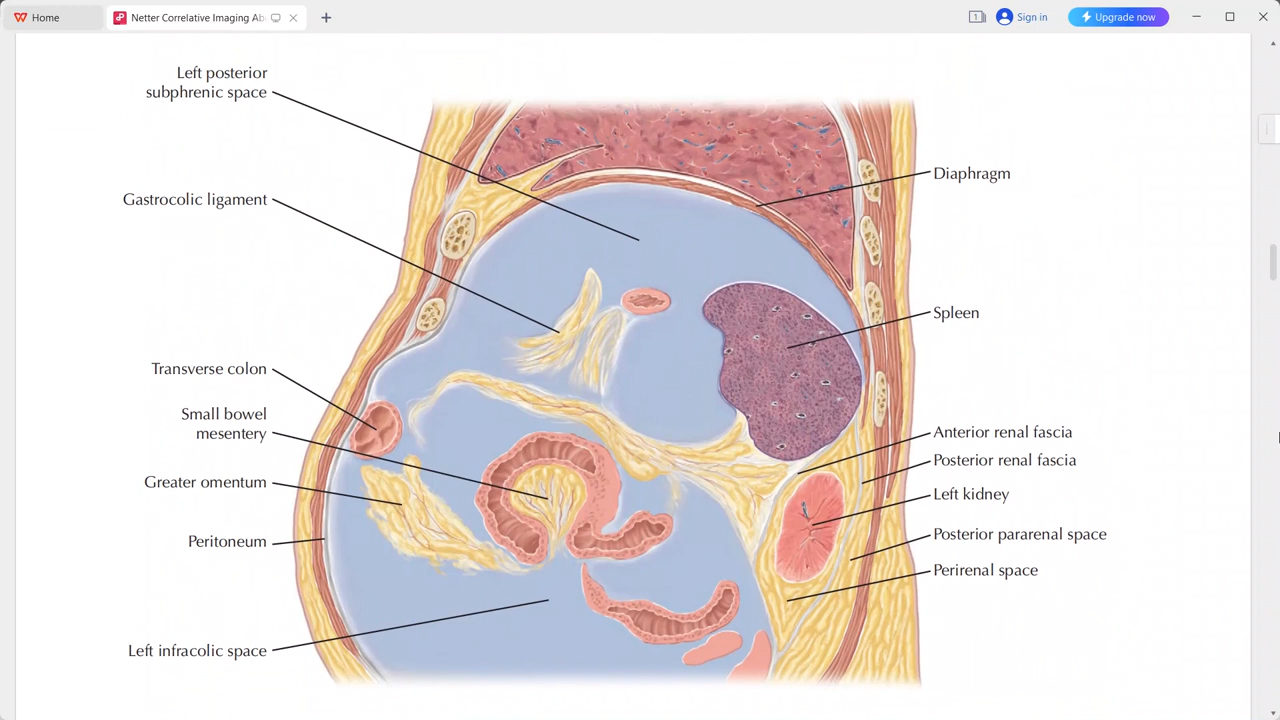 Home
Netter Correlative Imaging Ab
1
Sign in
Upgrade now
Left posterior
subphrenic space
Gastrocolic ligament
Transverse colon
Small bowel
mesentery
Greater omentum
Peritoneum
Left infracolic space
Diaphragm
Spleen
Anterior renal fascia
Posterior renal fascia
Left kidney
Posterior pararenal space
Perirenal space